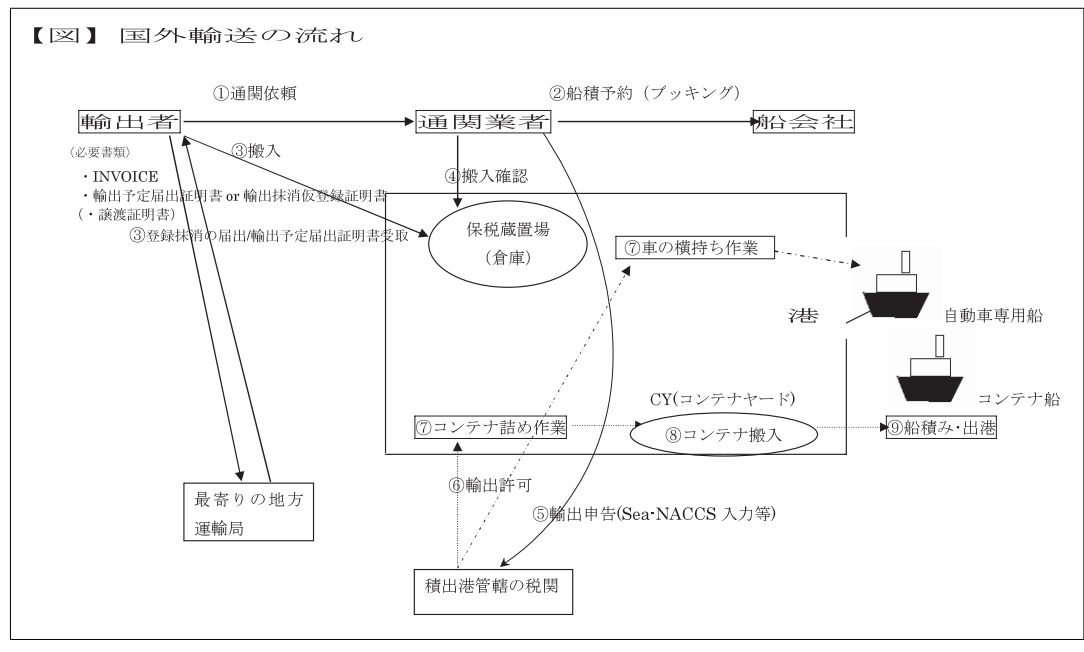 【図】 国外輸送の流れ
①通関依頼
②船積予約（ブッキング）
輸出者
通関業者
船会社
〈必要書類〉
・INVOICE
・輸出予定届出証明書 or 輸出抹消仮登録証明書
（・譲渡証明書）
③搬入
④搬入確認
③登録抹消の届出/輸出予定届出証明書受取
保税蔵置場
（倉庫）
⑦車の横持ち作業
港
自動車専用船
コンテナ船
CY(コンテナヤード)
⑦コンテナ詰め作業
⑧コンテナ搬入
⑨船積み・出港
⑥輸出許可
最寄りの地方
運輸局
⑤輸出申告(Sea-NACCS 入力等)
積出港管轄の税関